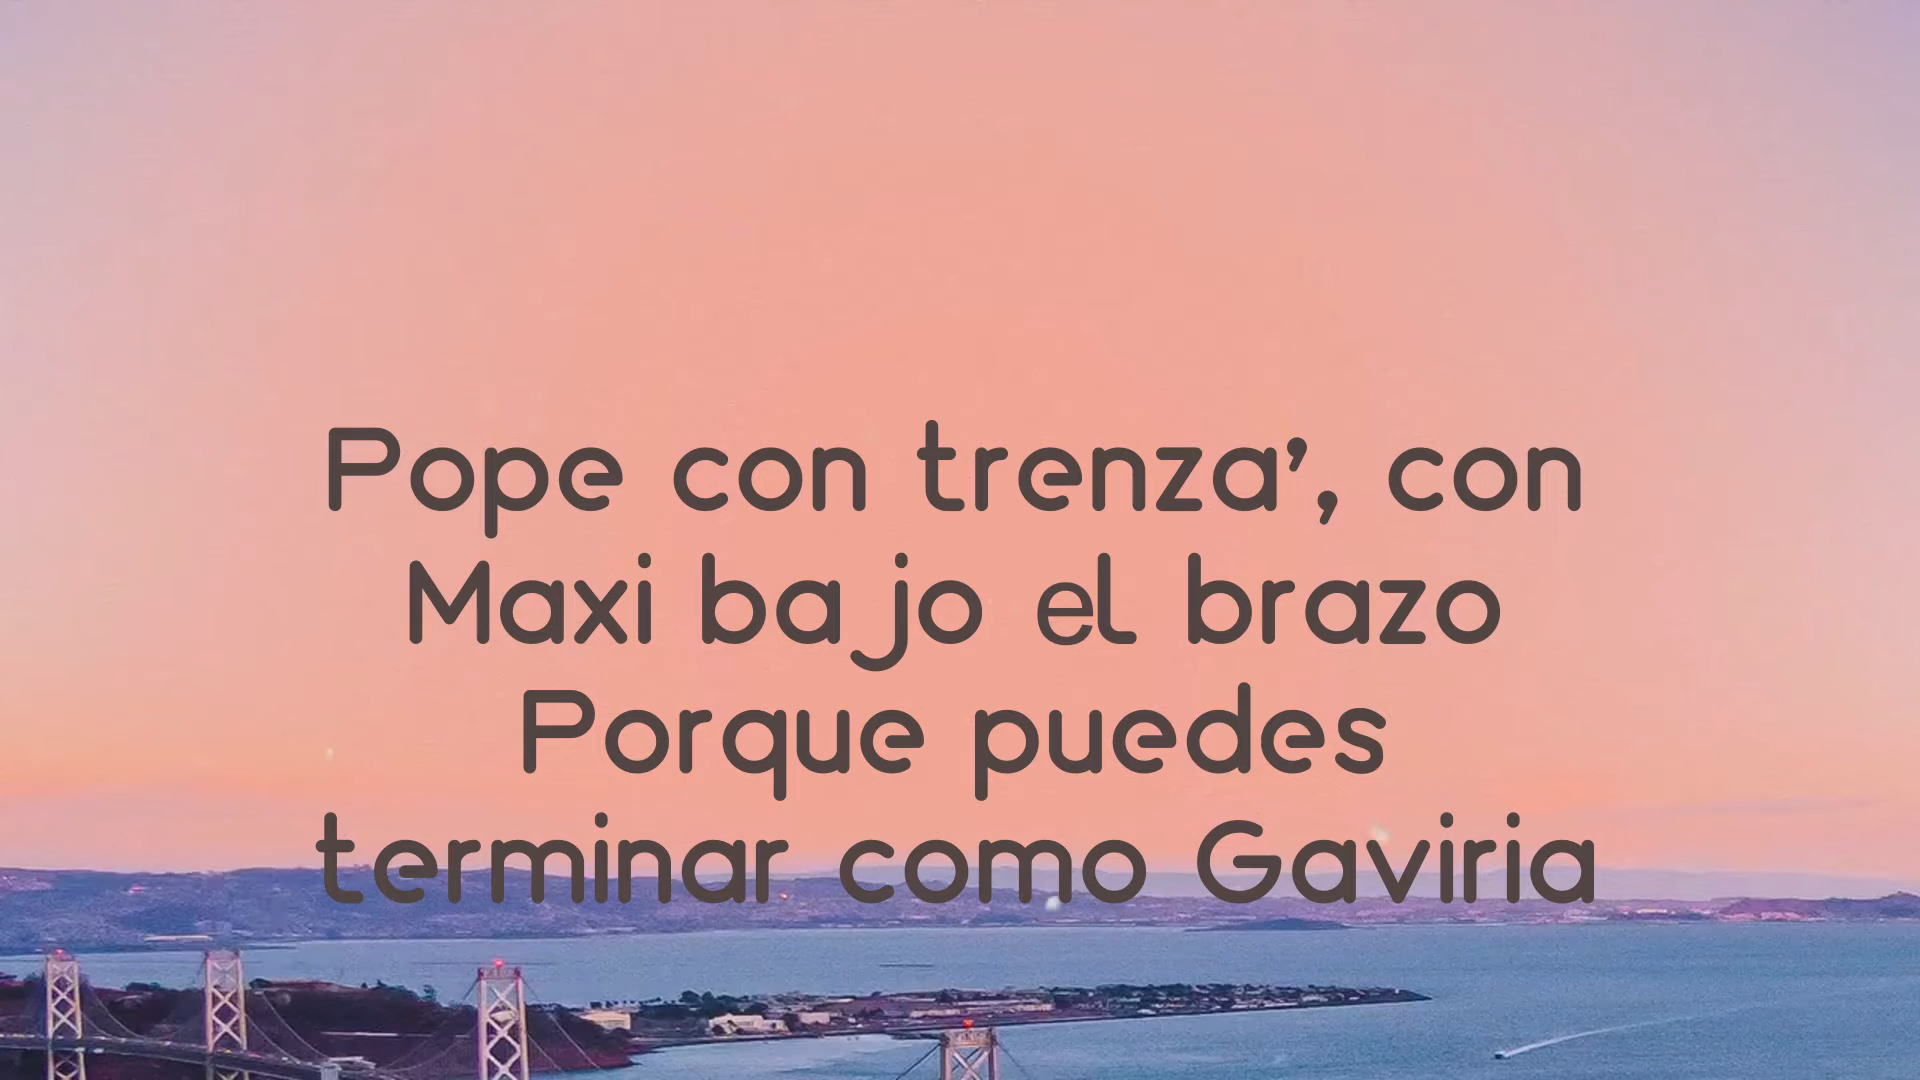 Pope con trenza’, con
Maxi bajo el brazo
Porque puedes
terminar como Gaviria